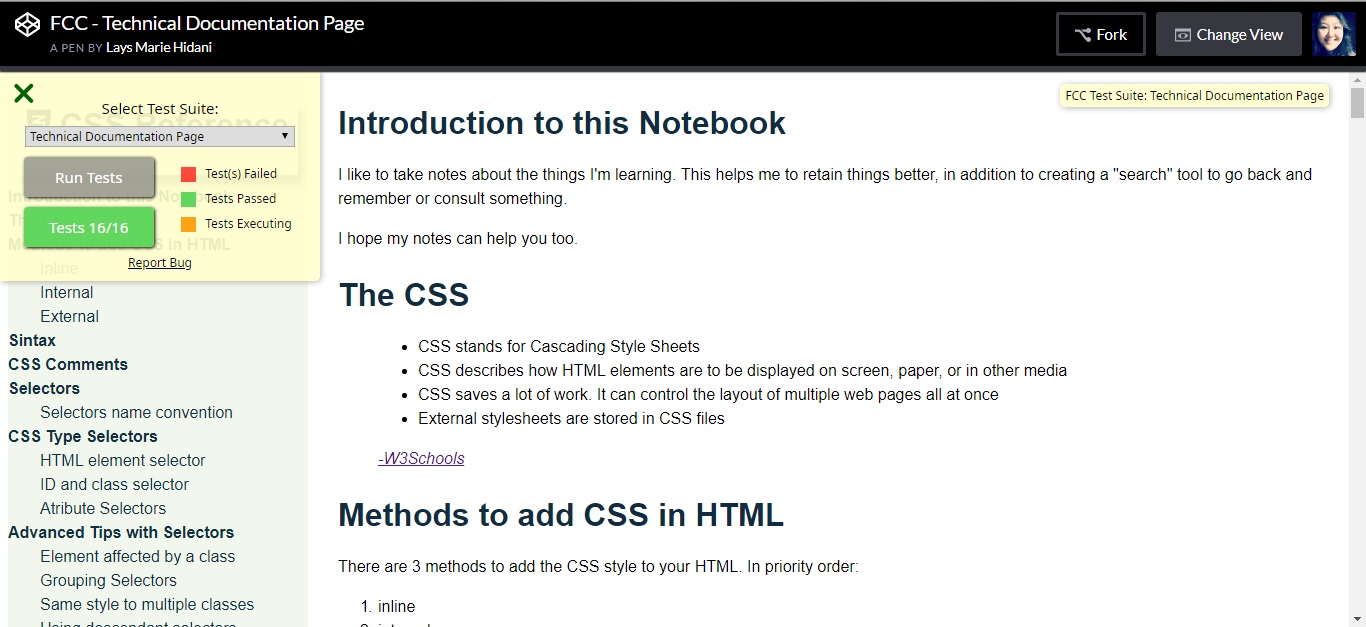 FCC - Technical Documentation Page
A PEN BY Lays Marie Hidani
Fork
Change View
FCC Test Suite: Technical Documentation Page
Select Test Suite:
CSS Reference
Technical Documentation Page
Run Tests
Test(s) Failed
Tests Passed
Tests Executing
Introduction to this Notebook
Tests 16/16
Methods to add CSS in HTML
Report Bug
Inline
Internal
External
Sintax
CSS Comments
Selectors
Selectors name convention
CSS Type Selectors
HTML element selector
ID and class selector
Atribute Selectors
Advanced Tips with Selectors
Element affected by a class
Grouping Selectors
Same style to multiple classes
Using descendant selectors
Introduction to this Notebook
I like to take notes about the things I'm learning. This helps me to retain things better, in addition to creating a "search" tool to go back and
remember or consult something.
I hope my notes can help you too.
The CSS
• CSS stands for Cascading Style Sheets
• CSS describes how HTML elements are to be displayed on screen, paper, or in other media
• CSS saves a lot of work. It can control the layout of multiple web pages all at once
• External stylesheets are stored in CSS files
-W3Schools
Methods to add CSS in HTML
There are 3 methods to add the CSS style to your HTML. In priority order:
1. inline